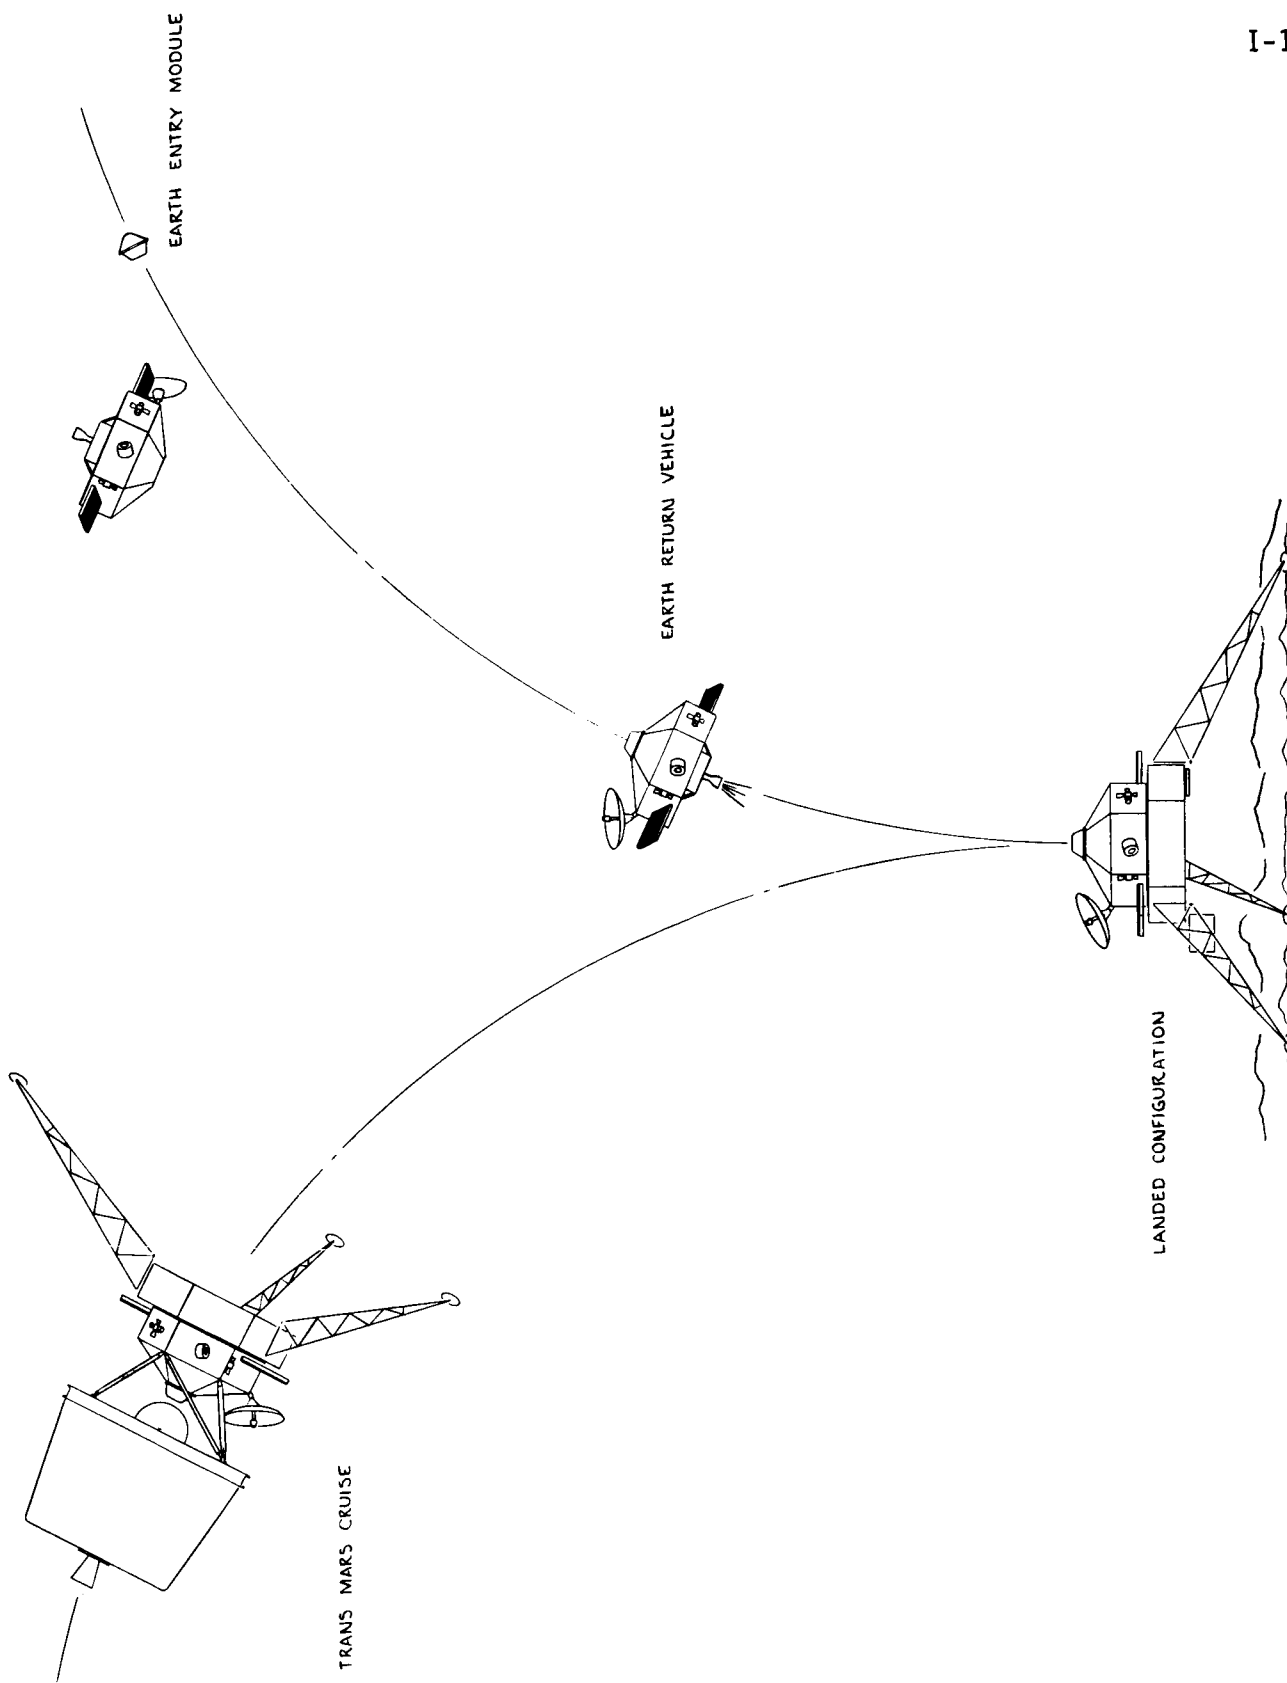 I-1
EARTH ENTRY MODULE
EARTH RETURN VEHICLE
LANDED CONFIGURATION
TRANS MARS CRUISE